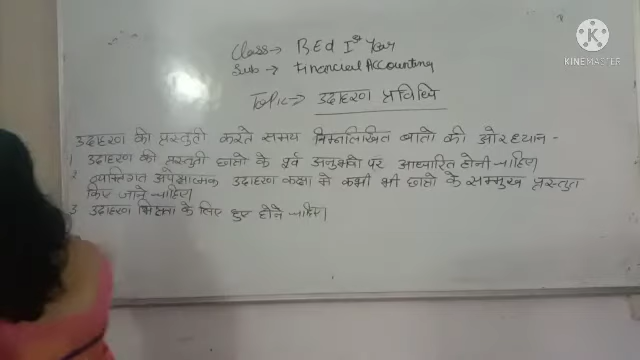 Class → B.Ed Ist Year
Sub → Financial Accounting
Topic → उदाहरण प्रविधि
उदाहरण की प्रस्तुती करते समय निम्नलिखित बातो की ओर ध्यान -
1 उदाहरण की प्रस्तुती छात्रो के पूर्व अनुभवो पर आधारित होनी चाहिए।
2 व्यक्तिगत उदाहरण कक्षा मे कभी भी छात्रो के सम्मुख प्रस्तुत
किए जाने चाहिए।
3 उदाहरण के लिए हुए होने चाहिए।
KINEMASTER